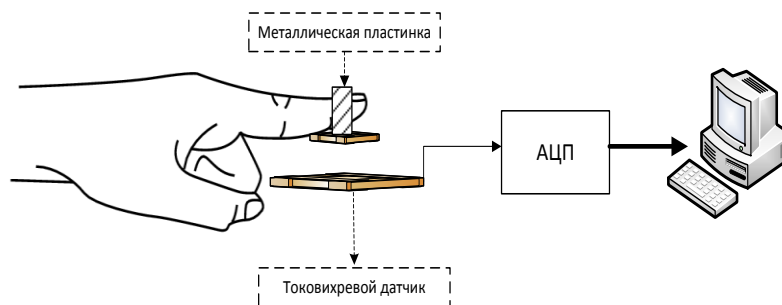 Металлическая пластинка
АЦП
Токовихревой датчик